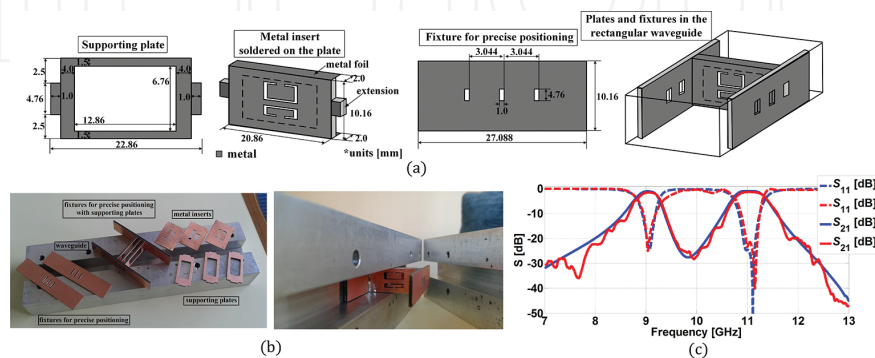 Supporting plate
1.5
2.5
4.0
4.0
6.76
4.76
1.0
1.0
12.86
2.5
1.5
22.86
metal
Metal insert
soldered on the plate
metal foil
2.0
extension
10.16
2.0
20.86
*units [mm]
Fixture for precise positioning
3.044
3.044
4.76
1.0
10.16
27.088
Plates and fixtures in the
rectangular waveguide
(a)
fixtures for precise positioning
with supporting plates
metal inserts
waveguide
supporting plates
fixtures for precise positioning
(b)
S11 [dB]
S11 [dB]
S21 [dB]
S21 [dB]
S [dB]
0
-10
-20
-30
-40
-50
7
8
9
10
11
12
13
Frequency [GHz]
(c)